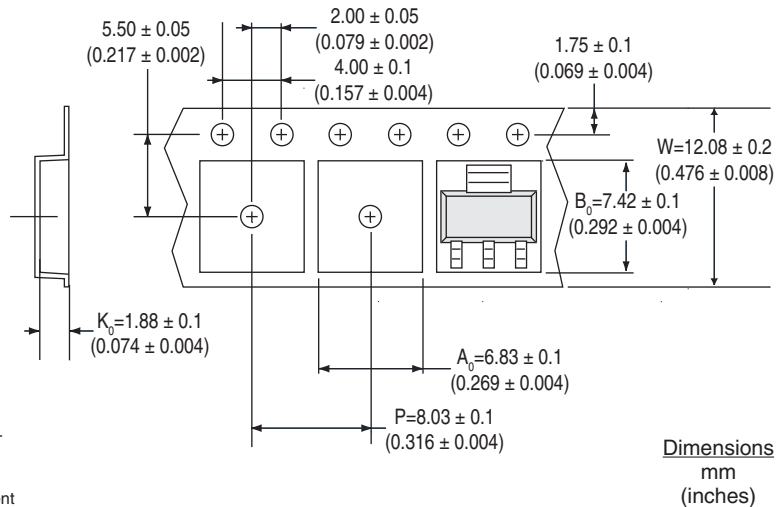 5.50 ± 0.05
(0.217 ± 0.002)
2.00 ± 0.05
(0.079 ± 0.002)
4.00 ± 0.1
(0.157 ± 0.004)
1.75 ± 0.1
(0.069 ± 0.004)
W=12.08 ± 0.2
(0.476 ± 0.008)
B₀=7.42 ± 0.1
(0.292 ± 0.004)
K₀=1.88 ± 0.1
(0.074 ± 0.004)
A₀=6.83 ± 0.1
(0.269 ± 0.004)
P=8.03 ± 0.1
(0.316 ± 0.004)
Dimensions
mm
(inches)
nt